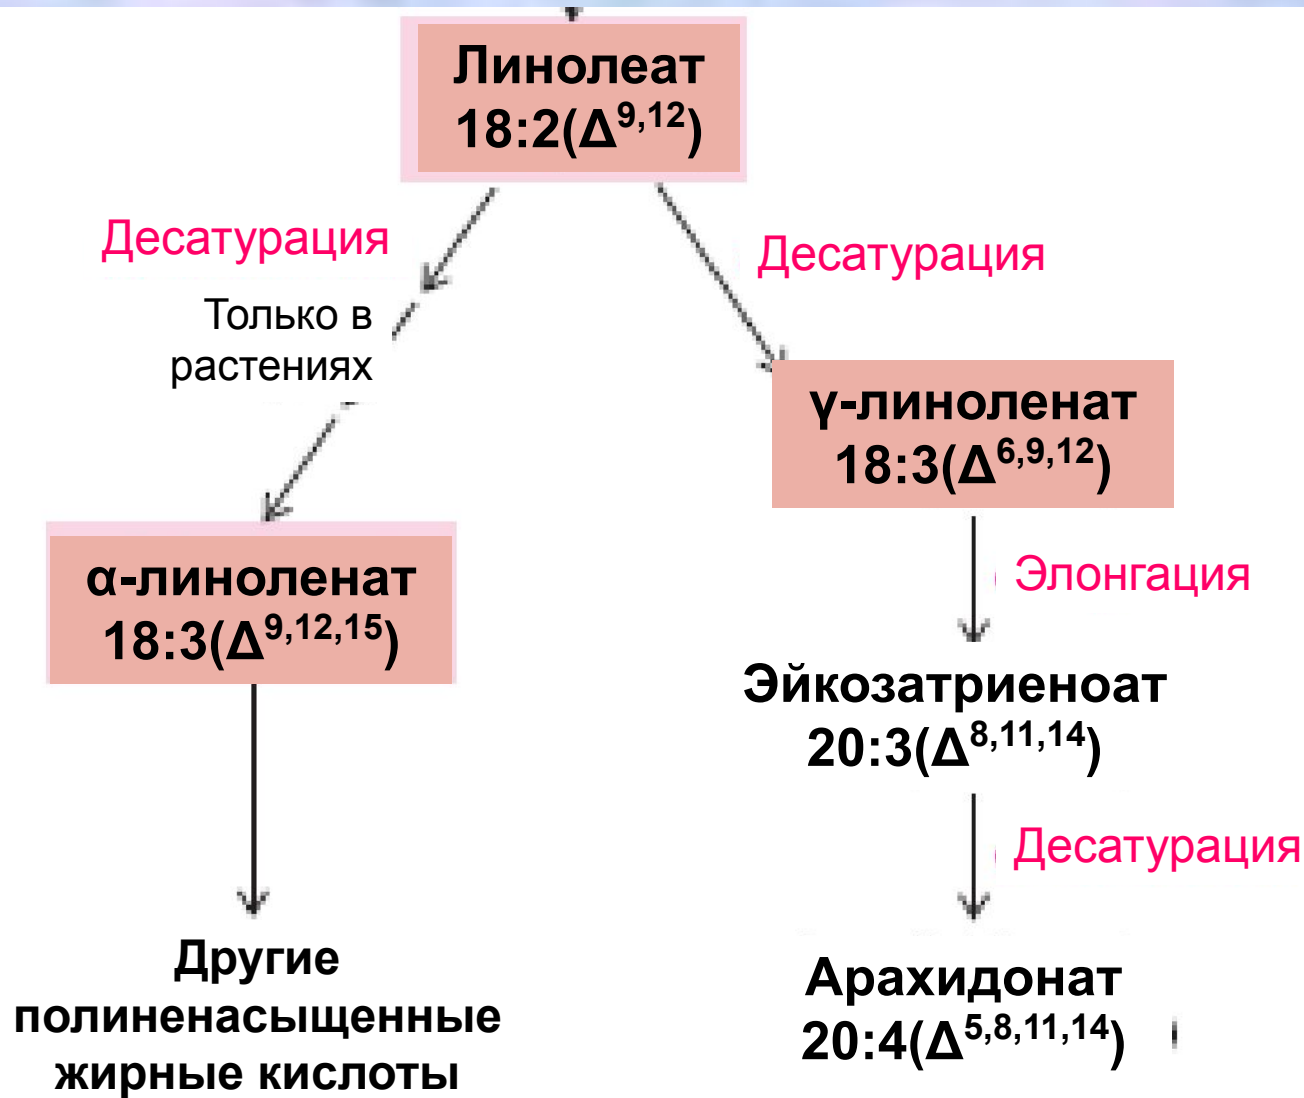 Линолеат
18:2(Δ9,12)
Десатурация
Десатурация
Только в
растениях
γ-линоленат
18:3(Δ6,9,12)
α-линоленат
18:3(Δ9,12,15)
Элонгация
Эйкозатриеноат
20:3(Δ8,11,14)
Десатурация
Другие
полиненасыщенные
жирные кислоты
Арахидонат
20:4(Δ5,8,11,14)